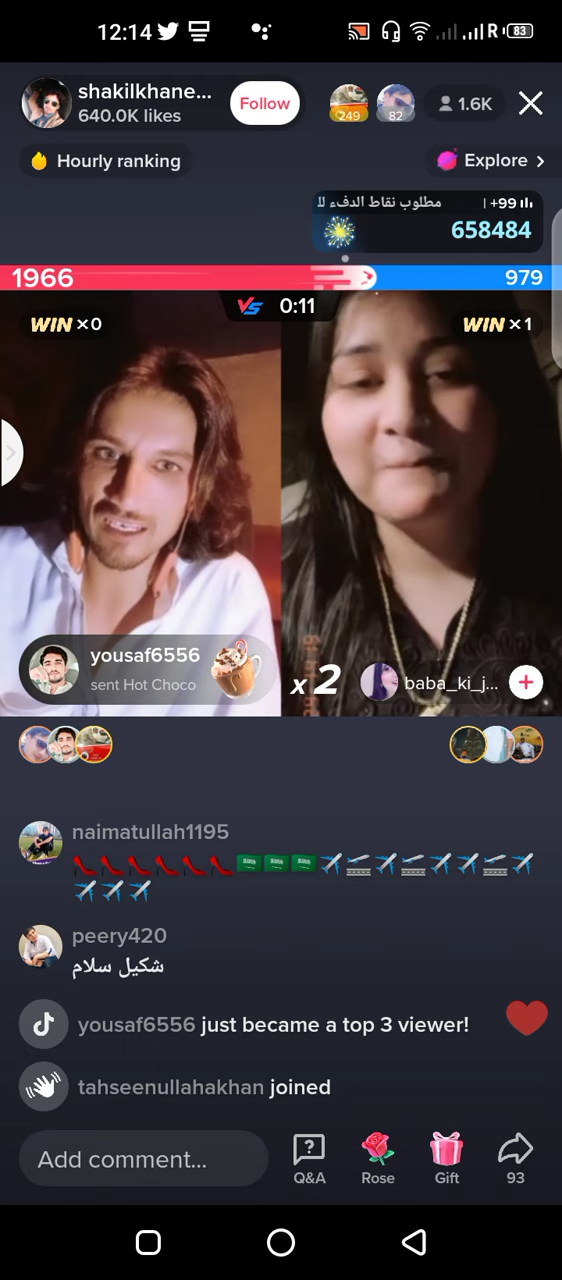 12:14
R 83
shakilkhane...
640.0K likes
Follow
249
82
1.6K
Hourly ranking
Explore >
مطلوب نقاط الدفء لل
+99
658484
1966
979
VS 0:11
WIN ×0
WIN ×1
yousaf6556
sent Hot Choco
x 2
baba_ki_j...
naimatullah1195
peery420
شکیل سلام
yousaf6556 just became a top 3 viewer!
tahseenullahakhan joined
Add comment...
Q&A
Rose
Gift
93